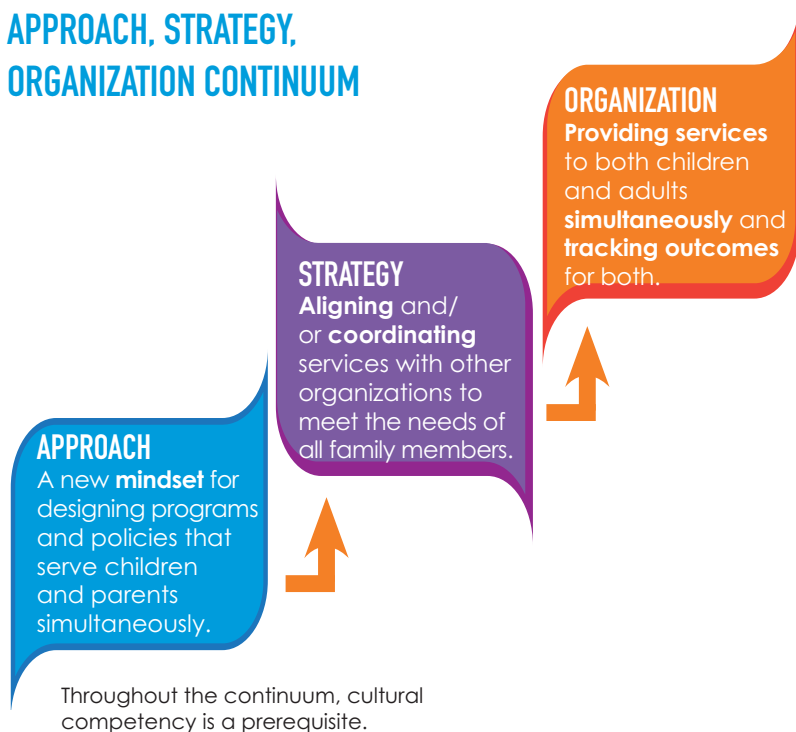 APPROACH, STRATEGY,
ORGANIZATION CONTINUUM
APPROACH
A new mindset for
designing programs
and policies that
serve children
and parents
simultaneously.
STRATEGY
Aligning and/
or coordinating
services with other
organizations to
meet the needs of
all family members.
ORGANIZATION
Providing services
to both children
and adults
simultaneously and
tracking outcomes
for both.
Throughout the continuum, cultural
competency is a prerequisite.